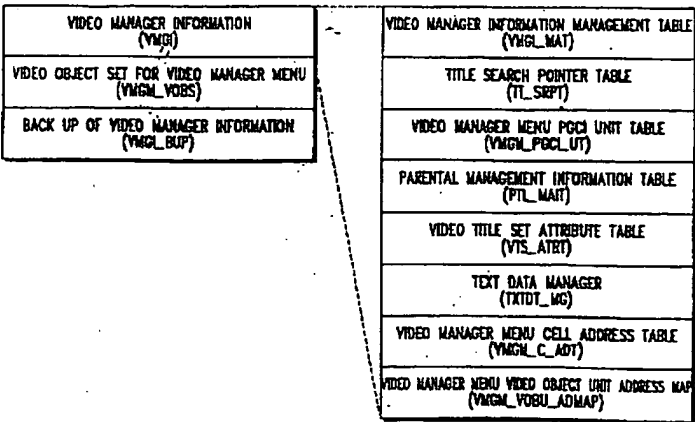 VIDEO MANAGER INFORMATION
(VMGI)
VIDEO OBJECT SET FOR VIDEO MANAGER MENU
(VMGM_VOBS)
BACK UP OF VIDEO MANAGER INFORMATION
(VMGI_BUP)
VIDEO MANAGER INFORMATION MANAGEMENT TABLE
(VMGI_MAT)
TITLE SEARCH POINTER TABLE
(TT_SRPT)
VIDEO MANAGER MENU PGCI UNIT TABLE
(VMGM_PGCI_UT)
PARENTAL MANAGEMENT INFORMATION TABLE
(PTL_MAIT)
VIDEO TITLE SET ATTRIBUTE TABLE
(VTS_ATRT)
TEXT DATA MANAGER
(TXTDT_MG)
VIDEO MANAGER MENU CELL ADDRESS TABLE
(VMGM_C_ADT)
VIDEO MANAGER MENU VIDEO OBJECT UNIT ADDRESS MAP
(VMGM_VOBU_ADMAP)